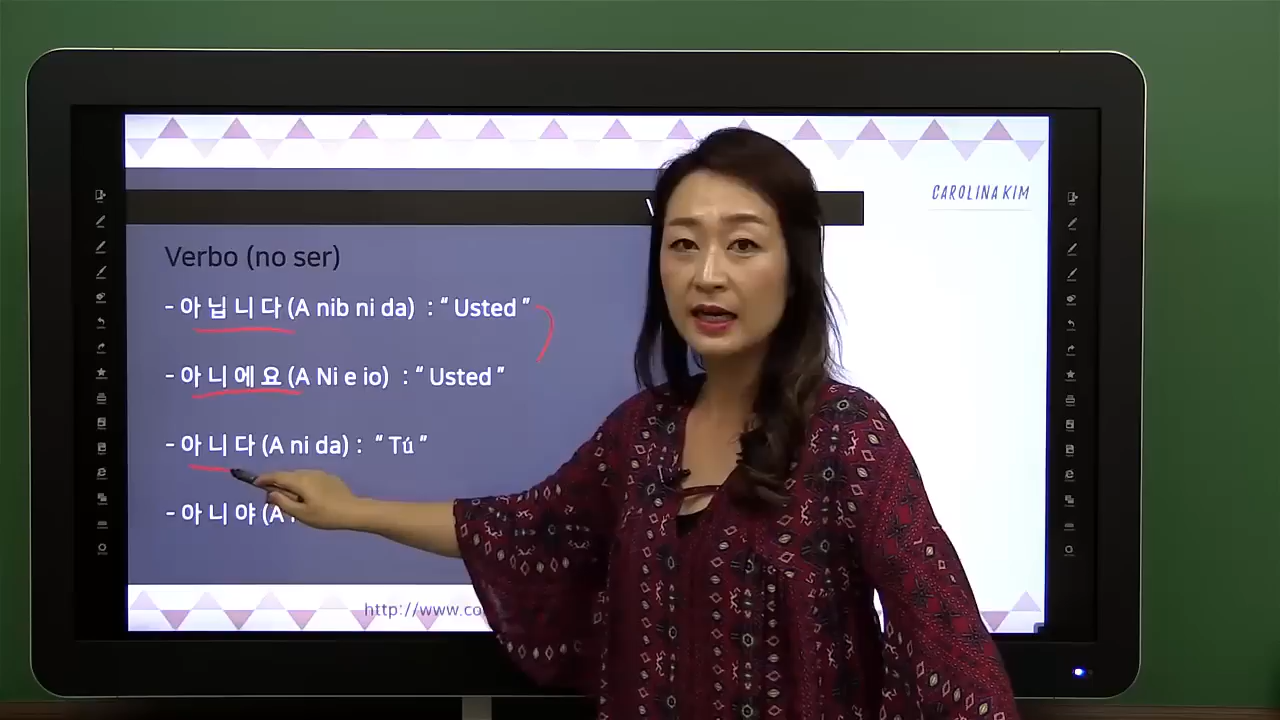 CAROLINA KIM
Verbo (no ser)
- 아 닙 니 다 (A nib ni da) : “ Usted ”
- 아 니 에 요 (A Ni e io) : “ Usted ”
- 아 니 다 (A ni da) : “ Tú ”
- 아 니 야 (A
http://www.co